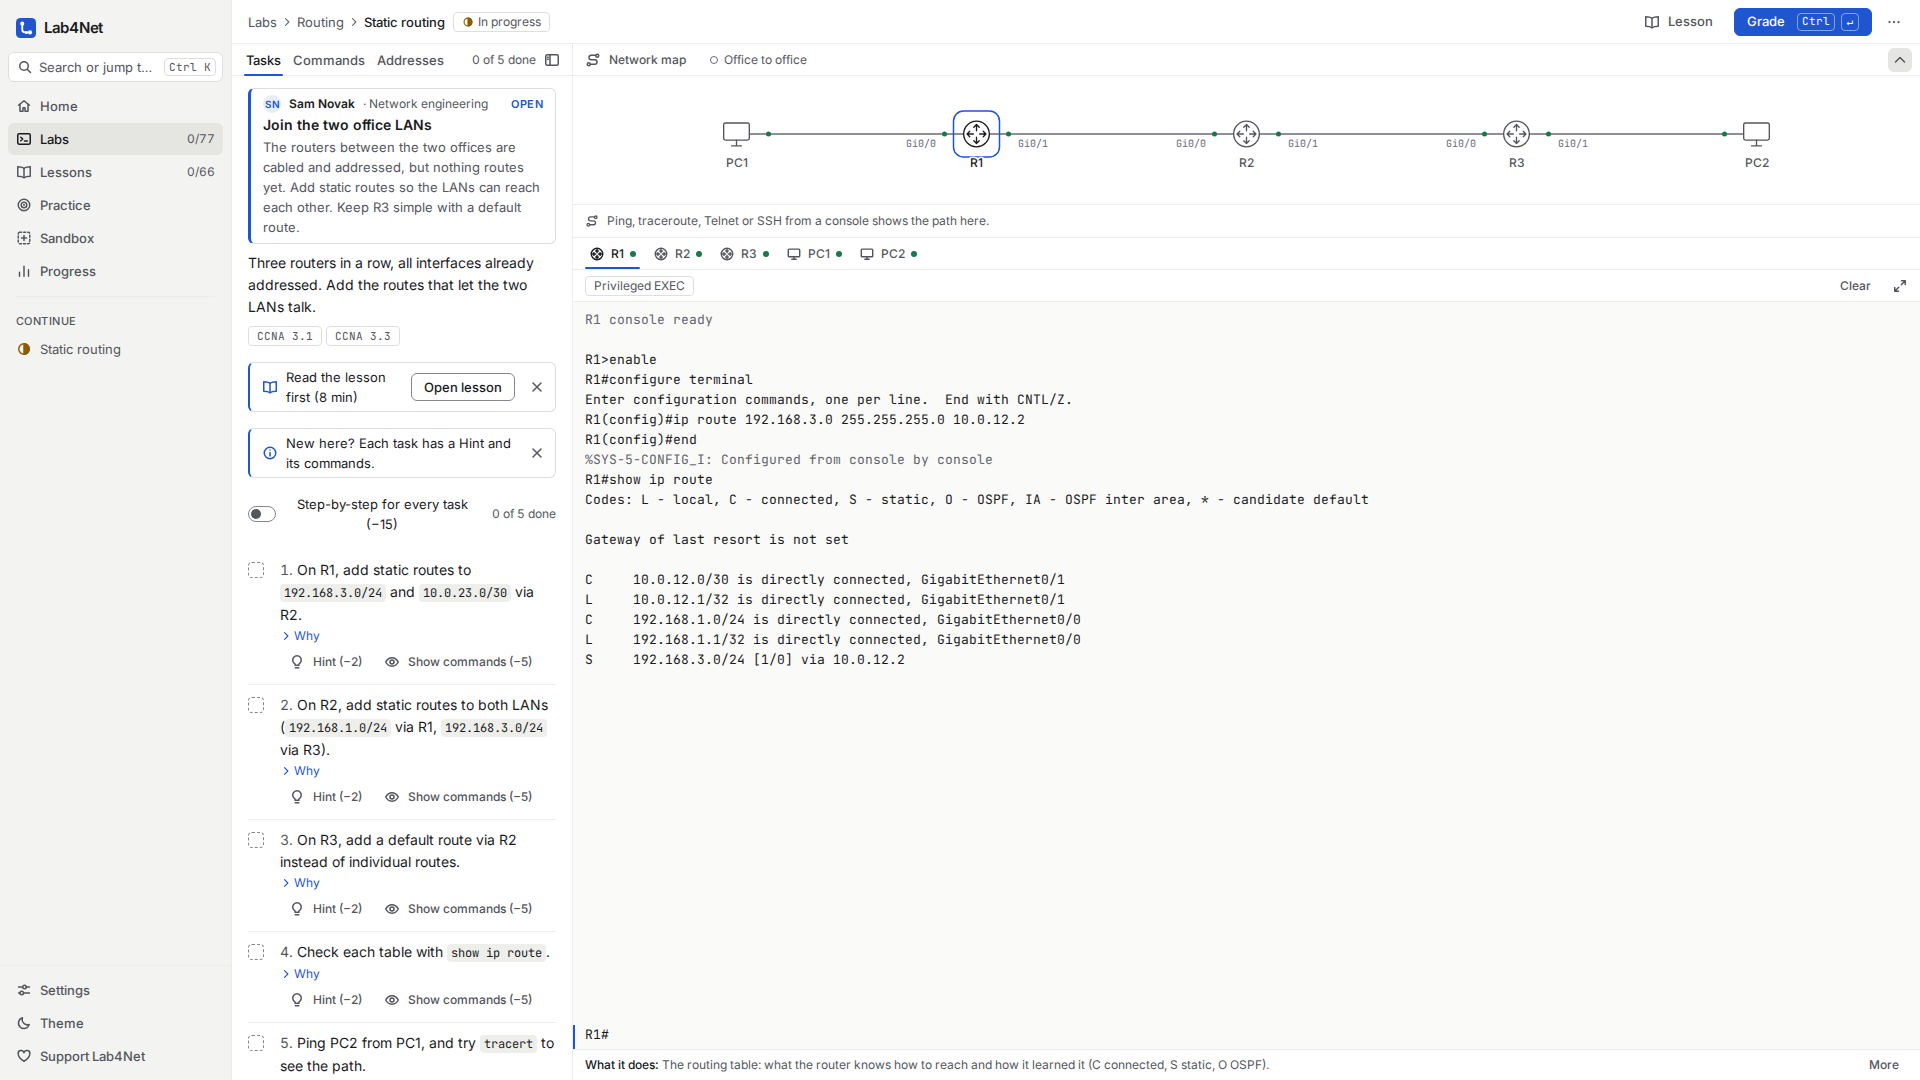 Lab4Net
Search or jump t... Ctrl K
Home
Labs 0/77
Lessons 0/66
Practice
Sandbox
Progress
CONTINUE
Static routing
Settings
Theme
Support Lab4Net
Labs > Routing > Static routing In progress
Lesson
Grade Ctrl ↵
Tasks Commands Addresses 0 of 5 done
SN Sam Novak · Network engineering OPEN
Join the two office LANs
The routers between the two offices are
cabled and addressed, but nothing routes
yet. Add static routes so the LANs can reach
each other. Keep R3 simple with a default
route.
Three routers in a row, all interfaces already
addressed. Add the routes that let the two
LANs talk.
CCNA 3.1 CCNA 3.3
Read the lesson
first (8 min)
Open lesson
New here? Each task has a Hint and
its commands.
Step-by-step for every task
(−15)
0 of 5 done
1. On R1, add static routes to
192.168.3.0/24 and 10.0.23.0/30 via
R2.
Why
Hint (−2) Show commands (−5)
2. On R2, add static routes to both LANs
(192.168.1.0/24 via R1, 192.168.3.0/24
via R3).
Why
Hint (−2) Show commands (−5)
3. On R3, add a default route via R2
instead of individual routes.
Why
Hint (−2) Show commands (−5)
4. Check each table with show ip route.
Why
Hint (−2) Show commands (−5)
5. Ping PC2 from PC1, and try tracert to
see the path.
Network map Office to office
Gi0/0 Gi0/1 Gi0/0 Gi0/1 Gi0/0 Gi0/1
PC1 R1 R2 R3 PC2
Ping, traceroute, Telnet or SSH from a console shows the path here.
R1 R2 R3 PC1 PC2
Privileged EXEC Clear
R1 console ready
R1>enable
R1#configure terminal
Enter configuration commands, one per line.  End with CNTL/Z.
R1(config)#ip route 192.168.3.0 255.255.255.0 10.0.12.2
R1(config)#end
%SYS-5-CONFIG_I: Configured from console by console
R1#show ip route
Codes: L - local, C - connected, S - static, O - OSPF, IA - OSPF inter area, * - candidate default
Gateway of last resort is not set
C     10.0.12.0/30 is directly connected, GigabitEthernet0/1
L     10.0.12.1/32 is directly connected, GigabitEthernet0/1
C     192.168.1.0/24 is directly connected, GigabitEthernet0/0
L     192.168.1.1/32 is directly connected, GigabitEthernet0/0
S     192.168.3.0/24 [1/0] via 10.0.12.2
R1#
What it does: The routing table: what the router knows how to reach and how it learned it (C connected, S static, O OSPF). More